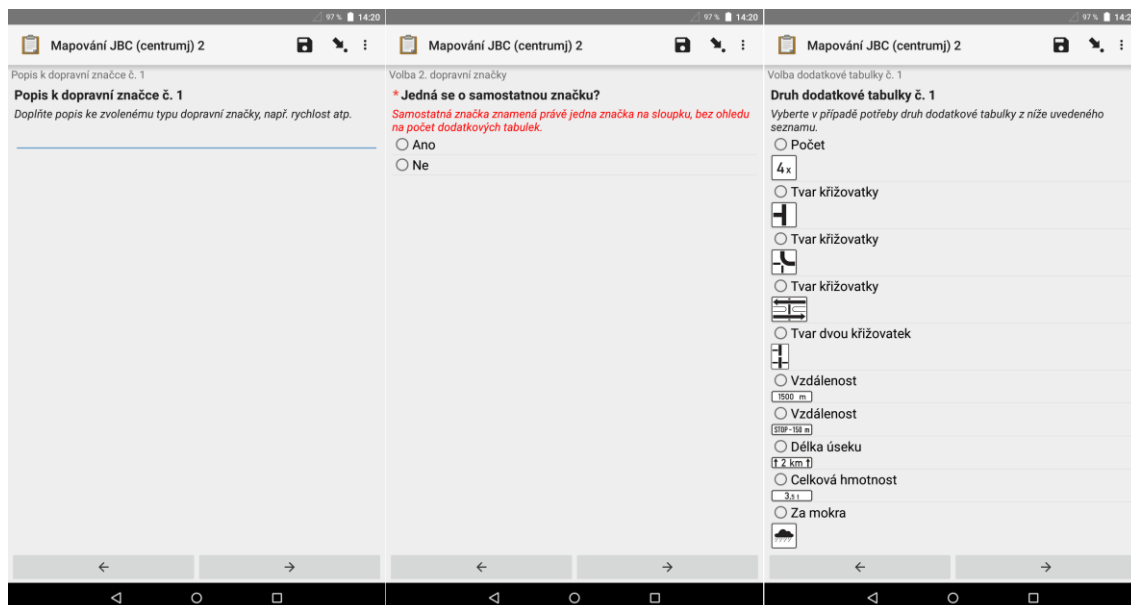 97 % 14:20
Mapování JBC (centrumj) 2
Popis k dopravní značce č. 1
Popis k dopravní značce č. 1
Doplňte popis ke zvolenému typu dopravní značky, např. rychlost atp.
97 % 14:20
Mapování JBC (centrumj) 2
Volba 2. dopravní značky
* Jedná se o samostatnou značku?
Samostatná značka znamená právě jedna značka na sloupku, bez ohledu
na počet dodatkových tabulek.
Ano
Ne
97 % 14:2
Mapování JBC (centrumj) 2
Volba dodatkové tabulky č. 1
Druh dodatkové tabulky č. 1
Vyberte v případě potřeby druh dodatkové tabulky z níže uvedeného
seznamu.
Počet
4x
Tvar křižovatky
Tvar křižovatky
Tvar křižovatky
Tvar dvou křižovatek
Vzdálenost
1500 m
Vzdálenost
STOP-150 m
Délka úseku
↑ 2 km ↑
Celková hmotnost
3,5 t
Za mokra